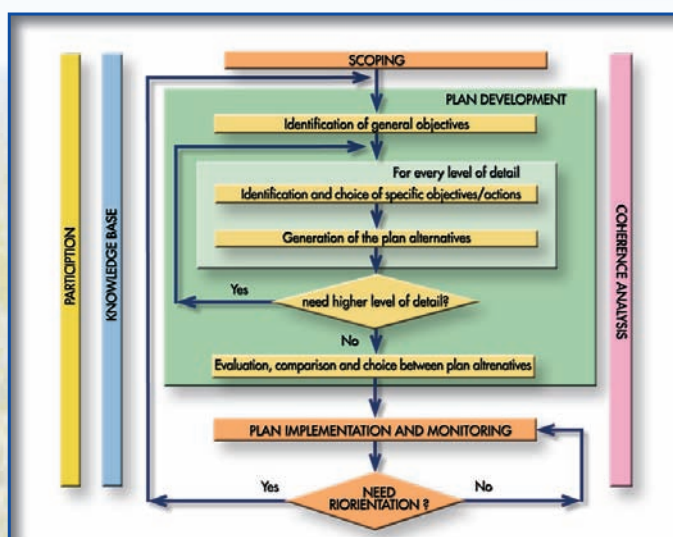 SCOPING
PLAN DEVELOPMENT
Identification of general objectives
For every level of detail
Identification and choice of specific objectives/actions
Generation of the plan alternatives
Yes
need higher level of detail?
No
Evaluation, comparison and choice between plan altrenatives
PLAN IMPLEMENTATION AND MONITORING
Yes
NEED
RIORIENTATION ?
No
PARTICIPTION
KNOWLEDGE BASE
COHERENCE ANALYSIS